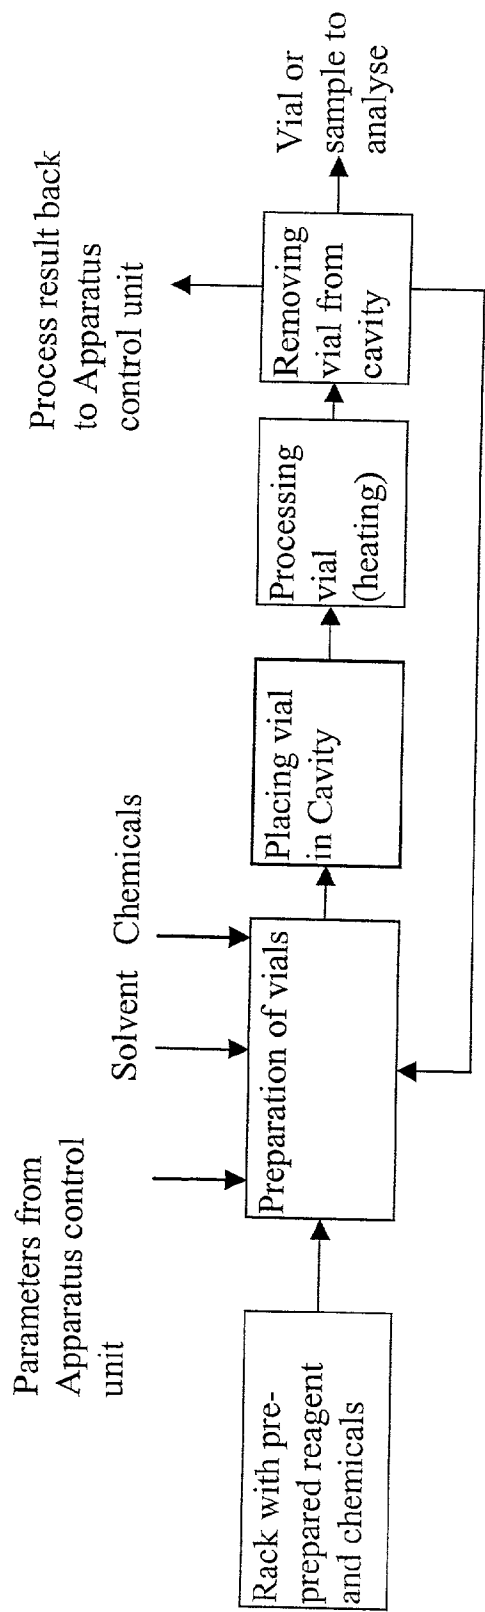 Parameters from
Apparatus control
unit
Solvent
Chemicals
Process result back
to Apparatus
control unit
Rack with pre-
prepared reagent
and chemicals
Preparation of vials
Placing vial
in Cavity
Processing
vial
(heating)
Removing
vial from
cavity
Vial or
sample to
analyse